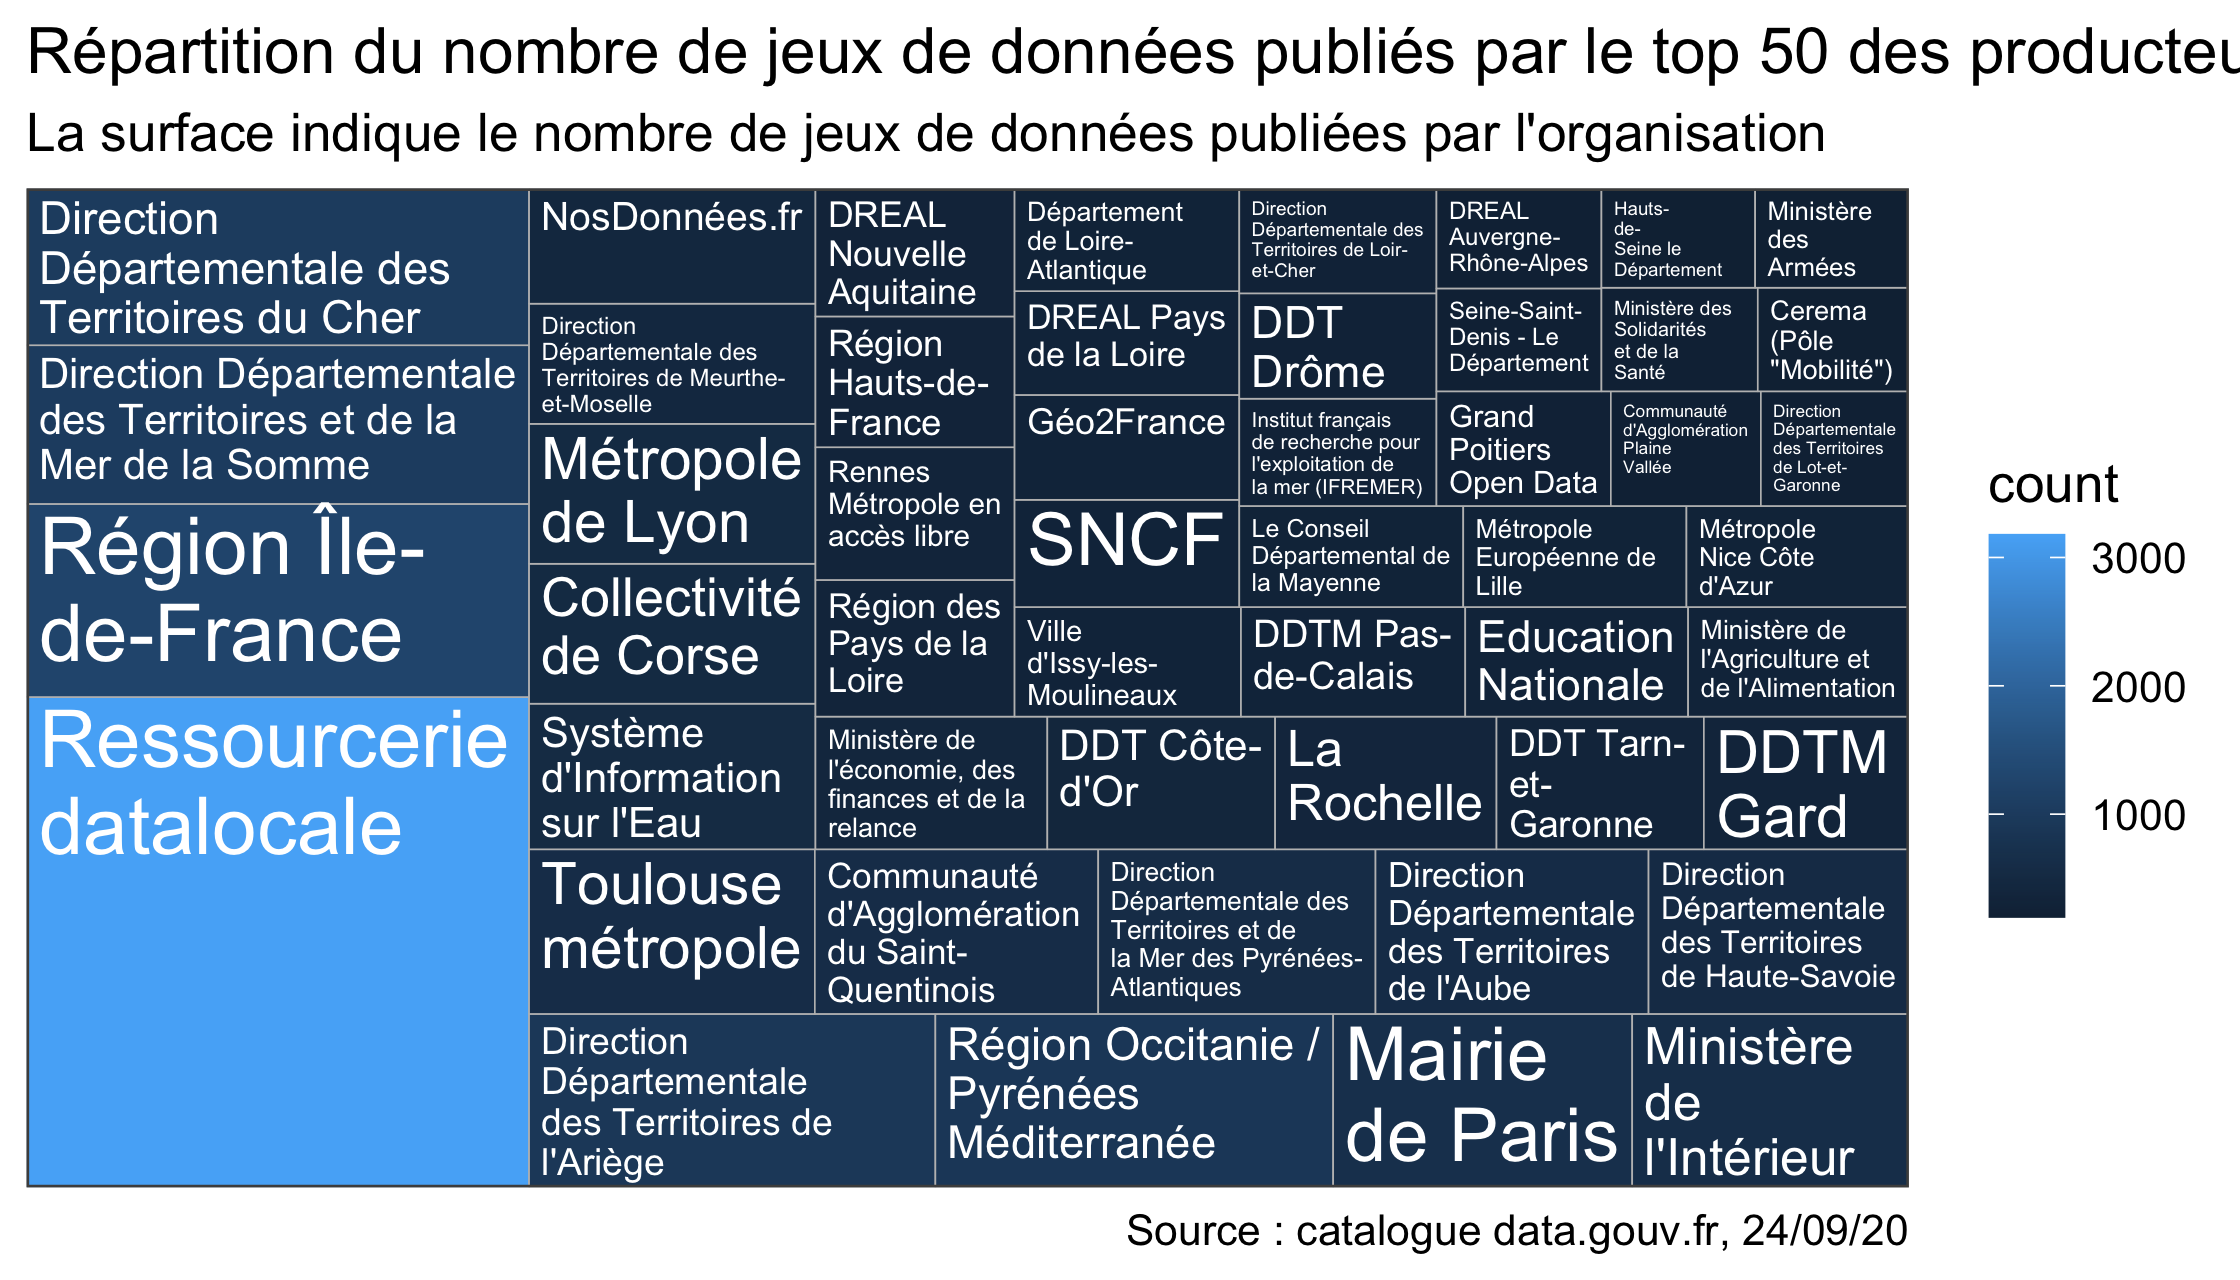 Répartition du nombre de jeux de données publiés par le top 50 des producteu
La surface indique le nombre de jeux de données publiées par l'organisation
Direction
Départementale des
Territoires du Cher
Direction Départementale
des Territoires et de la
Mer de la Somme
Région Île-
de-France
Ressourcerie
datalocale
NosDonnées.fr
Direction
Départementale des
Territoires de Meurthe-
et-Moselle
Métropole
de Lyon
Collectivité
de Corse
Système
d'Information
sur l'Eau
Toulouse
métropole
Direction
Départementale
des Territoires de
l'Ariège
DREAL
Nouvelle
Aquitaine
Région
Hauts-de-
France
Rennes
Métropole en
accès libre
Région des
Pays de la
Loire
Département
de Loire-
Atlantique
DREAL Pays
de la Loire
Géo2France
SNCF
Ville
d'Issy-les-
Moulineaux
Direction
Départementale des
Territoires de Loir-
et-Cher
DDT
Drôme
Institut français
de recherche pour
l'exploitation de
la mer (IFREMER)
DREAL
Auvergne-
Rhône-Alpes
Seine-Saint-
Denis - Le
Département
Grand
Poitiers
Open Data
Hauts-
de-
Seine le
Département
Ministère
des
Armées
Ministère des
Solidarités
et de la
Santé
Cerema
(Pôle
"Mobilité")
Communauté
d'Agglomération
Plaine
Vallée
Direction
Départementale
des Territoires
de Lot-et-
Garonne
Le Conseil
Départemental de
la Mayenne
Métropole
Européenne de
Lille
Métropole
Nice Côte
d'Azur
DDTM Pas-
de-Calais
Education
Nationale
Ministère de
l'Agriculture et
de l'Alimentation
Ministère de
l'économie, des
finances et de la
relance
DDT Côte-
d'Or
La
Rochelle
DDT Tarn-
et-
Garonne
DDTM
Gard
Communauté
d'Agglomération
du Saint-
Quentinois
Direction
Départementale des
Territoires et de
la Mer des Pyrénées-
Atlantiques
Direction
Départementale
des Territoires
de l'Aube
Direction
Départementale
des Territoires
de Haute-Savoie
Région Occitanie /
Pyrénées
Méditerranée
Mairie
de Paris
Ministère
de
l'Intérieur
count
3000
2000
1000
Source : catalogue data.gouv.fr, 24/09/20